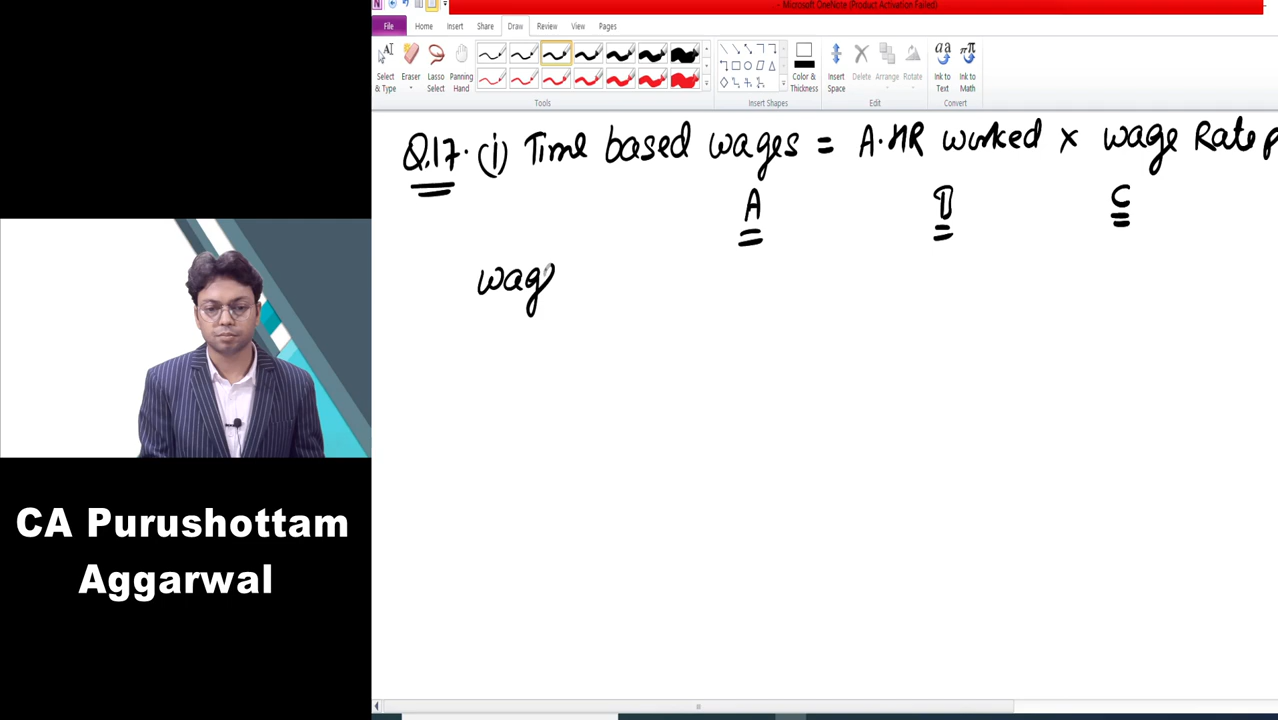 - Microsoft OneNote (Product Activation Failed)
File Home Insert Share Draw Review View Pages
Select & Type Eraser Lasso Select Panning Hand Color & Thickness Insert Space Delete Arrange Rotate Ink to Text Ink to Math
Tools Insert Shapes Edit Convert
Q.17. (i) Time based wages = A.HR worked x wage Rate p
A B C
wag
CA Purushottam
Aggarwal